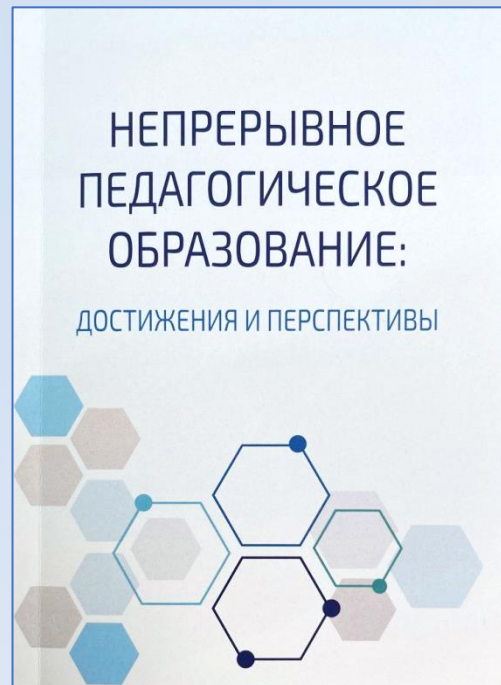 НЕПРЕРЫВНОЕ
ПЕДАГОГИЧЕСКОЕ
ОБРАЗОВАНИЕ:
ДОСТИЖЕНИЯ И ПЕРСПЕКТИВЫ